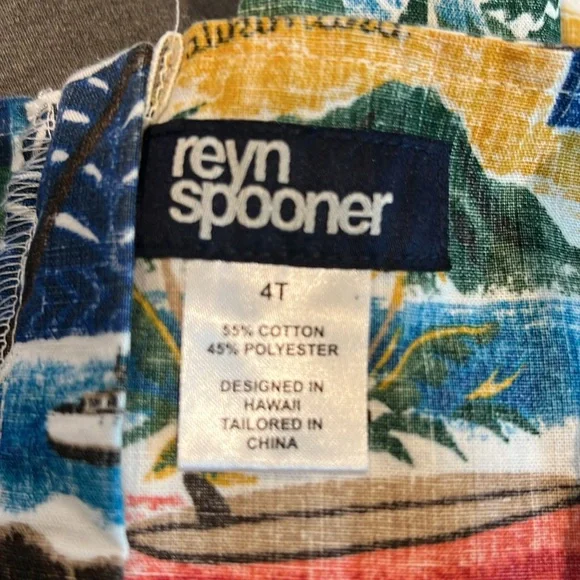 reyn
spooner
4T
55% COTTON
45% POLYESTER
DESIGNED IN
HAWAII
TAILORED IN
CHINA